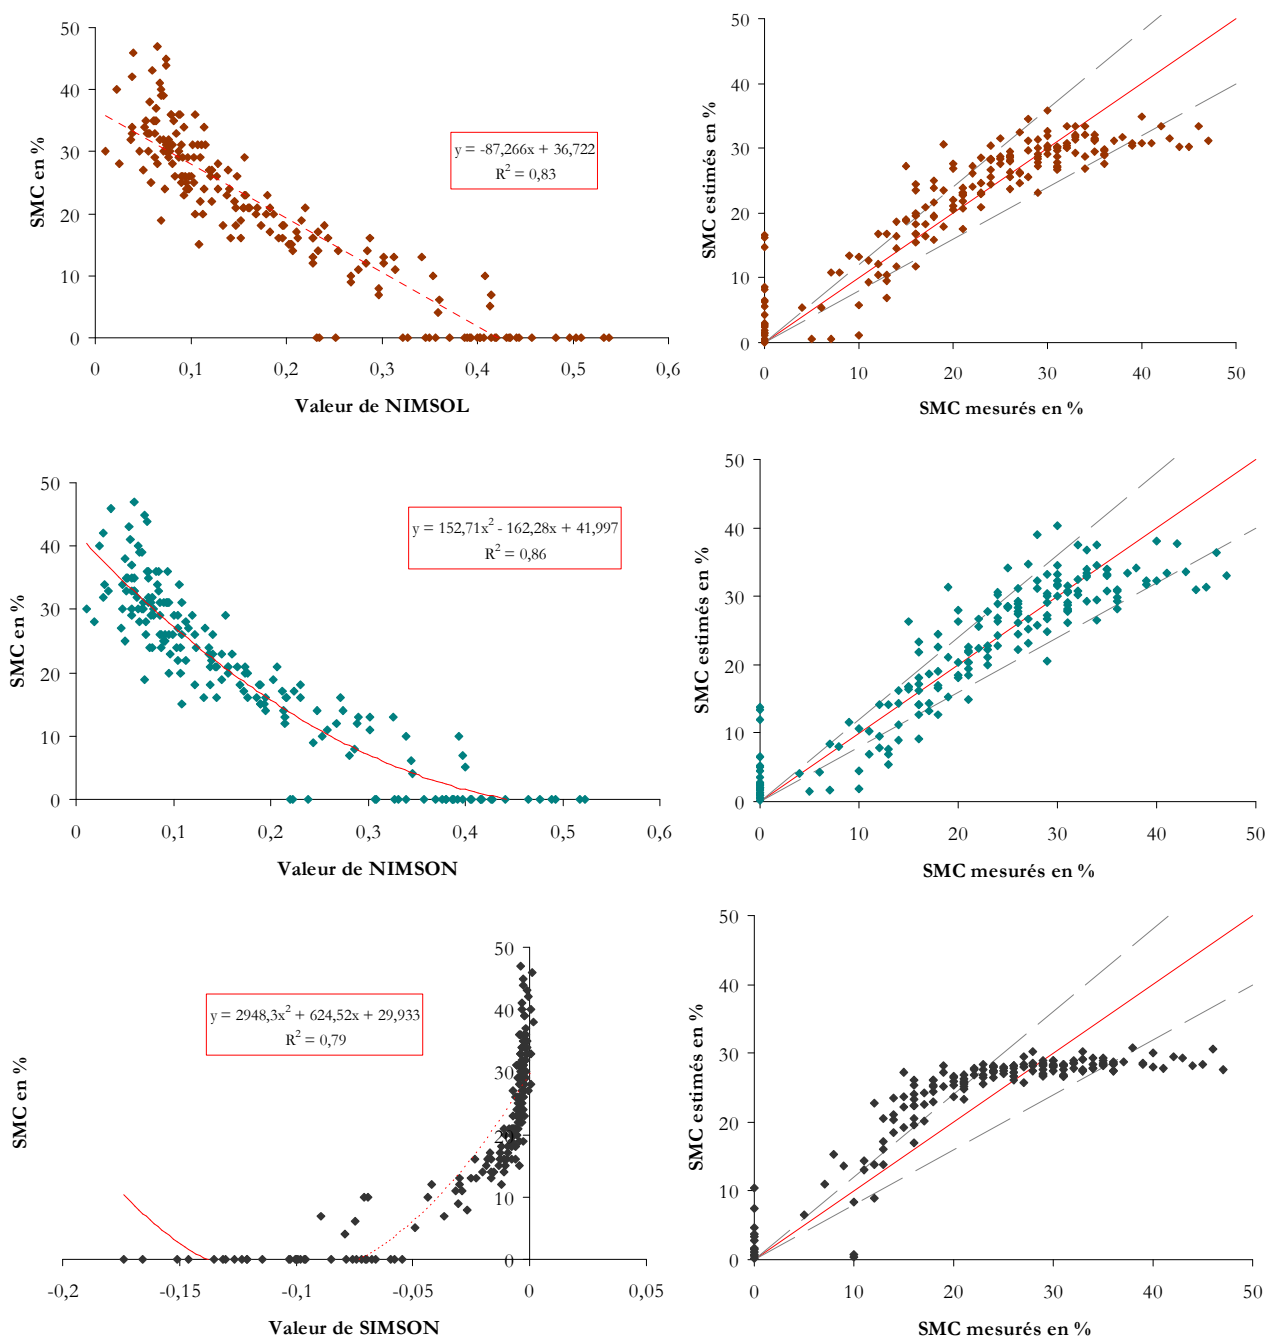 50
40
30
20
10
0
SMC en %
y = -87,266x + 36,722
R² = 0,83
0 0,1 0,2 0,3 0,4 0,5 0,6
Valeur de NIMSOL
50
40
30
20
10
0
SMC estimés en %
0 10 20 30 40 50
SMC mesurés en %
50
40
30
20
10
0
SMC en %
y = 152,71x² - 162,28x + 41,997
R² = 0,86
0 0,1 0,2 0,3 0,4 0,5 0,6
Valeur de NIMSON
50
40
30
20
10
0
SMC estimés en %
0 10 20 30 40 50
SMC mesurés en %
50
40
30
20
10
0
SMC en %
y = 2948,3x² + 624,52x + 29,933
R² = 0,79
-0,2 -0,15 -0,1 -0,05 0 0,05
Valeur de SIMSON
50
40
30
20
10
0
SMC estimés en %
0 10 20 30 40 50
SMC mesurés en %